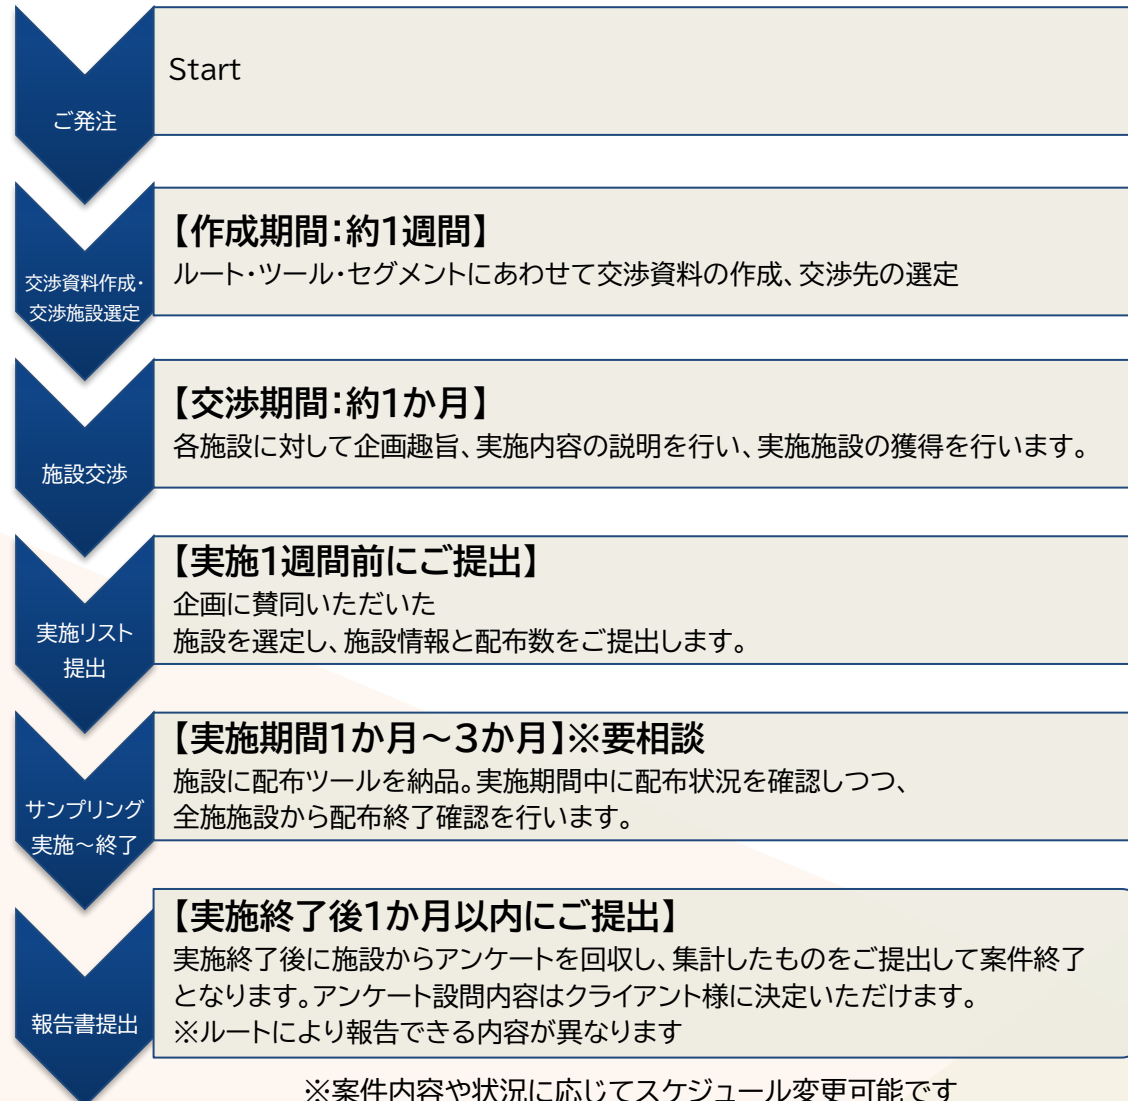 ご発注
Start
交渉資料作成・
交渉施設選定
【作成期間：約1週間】
ルート・ツール・セグメントにあわせて交渉資料の作成、交渉先の選定
施設交渉
【交渉期間：約1か月】
各施設に対して企画趣旨、実施内容の説明を行い、実施施設の獲得を行います。
実施リスト
提出
【実施1週間前にご提出】
企画に賛同いただいた
施設を選定し、施設情報と配布数をご提出します。
サンプリング
実施～終了
【実施期間1か月～3か月】※要相談
施設に配布ツールを納品。実施期間中に配布状況を確認しつつ、
全施施設から配布終了確認を行います。
報告書提出
【実施終了後1か月以内にご提出】
実施終了後に施設からアンケートを回収し、集計したものをご提出して案件終了
となります。アンケート設問内容はクライアント様に決定いただけます。
※ルートにより報告できる内容が異なります
※案件内容や状況に応じてスケジュール変更可能です